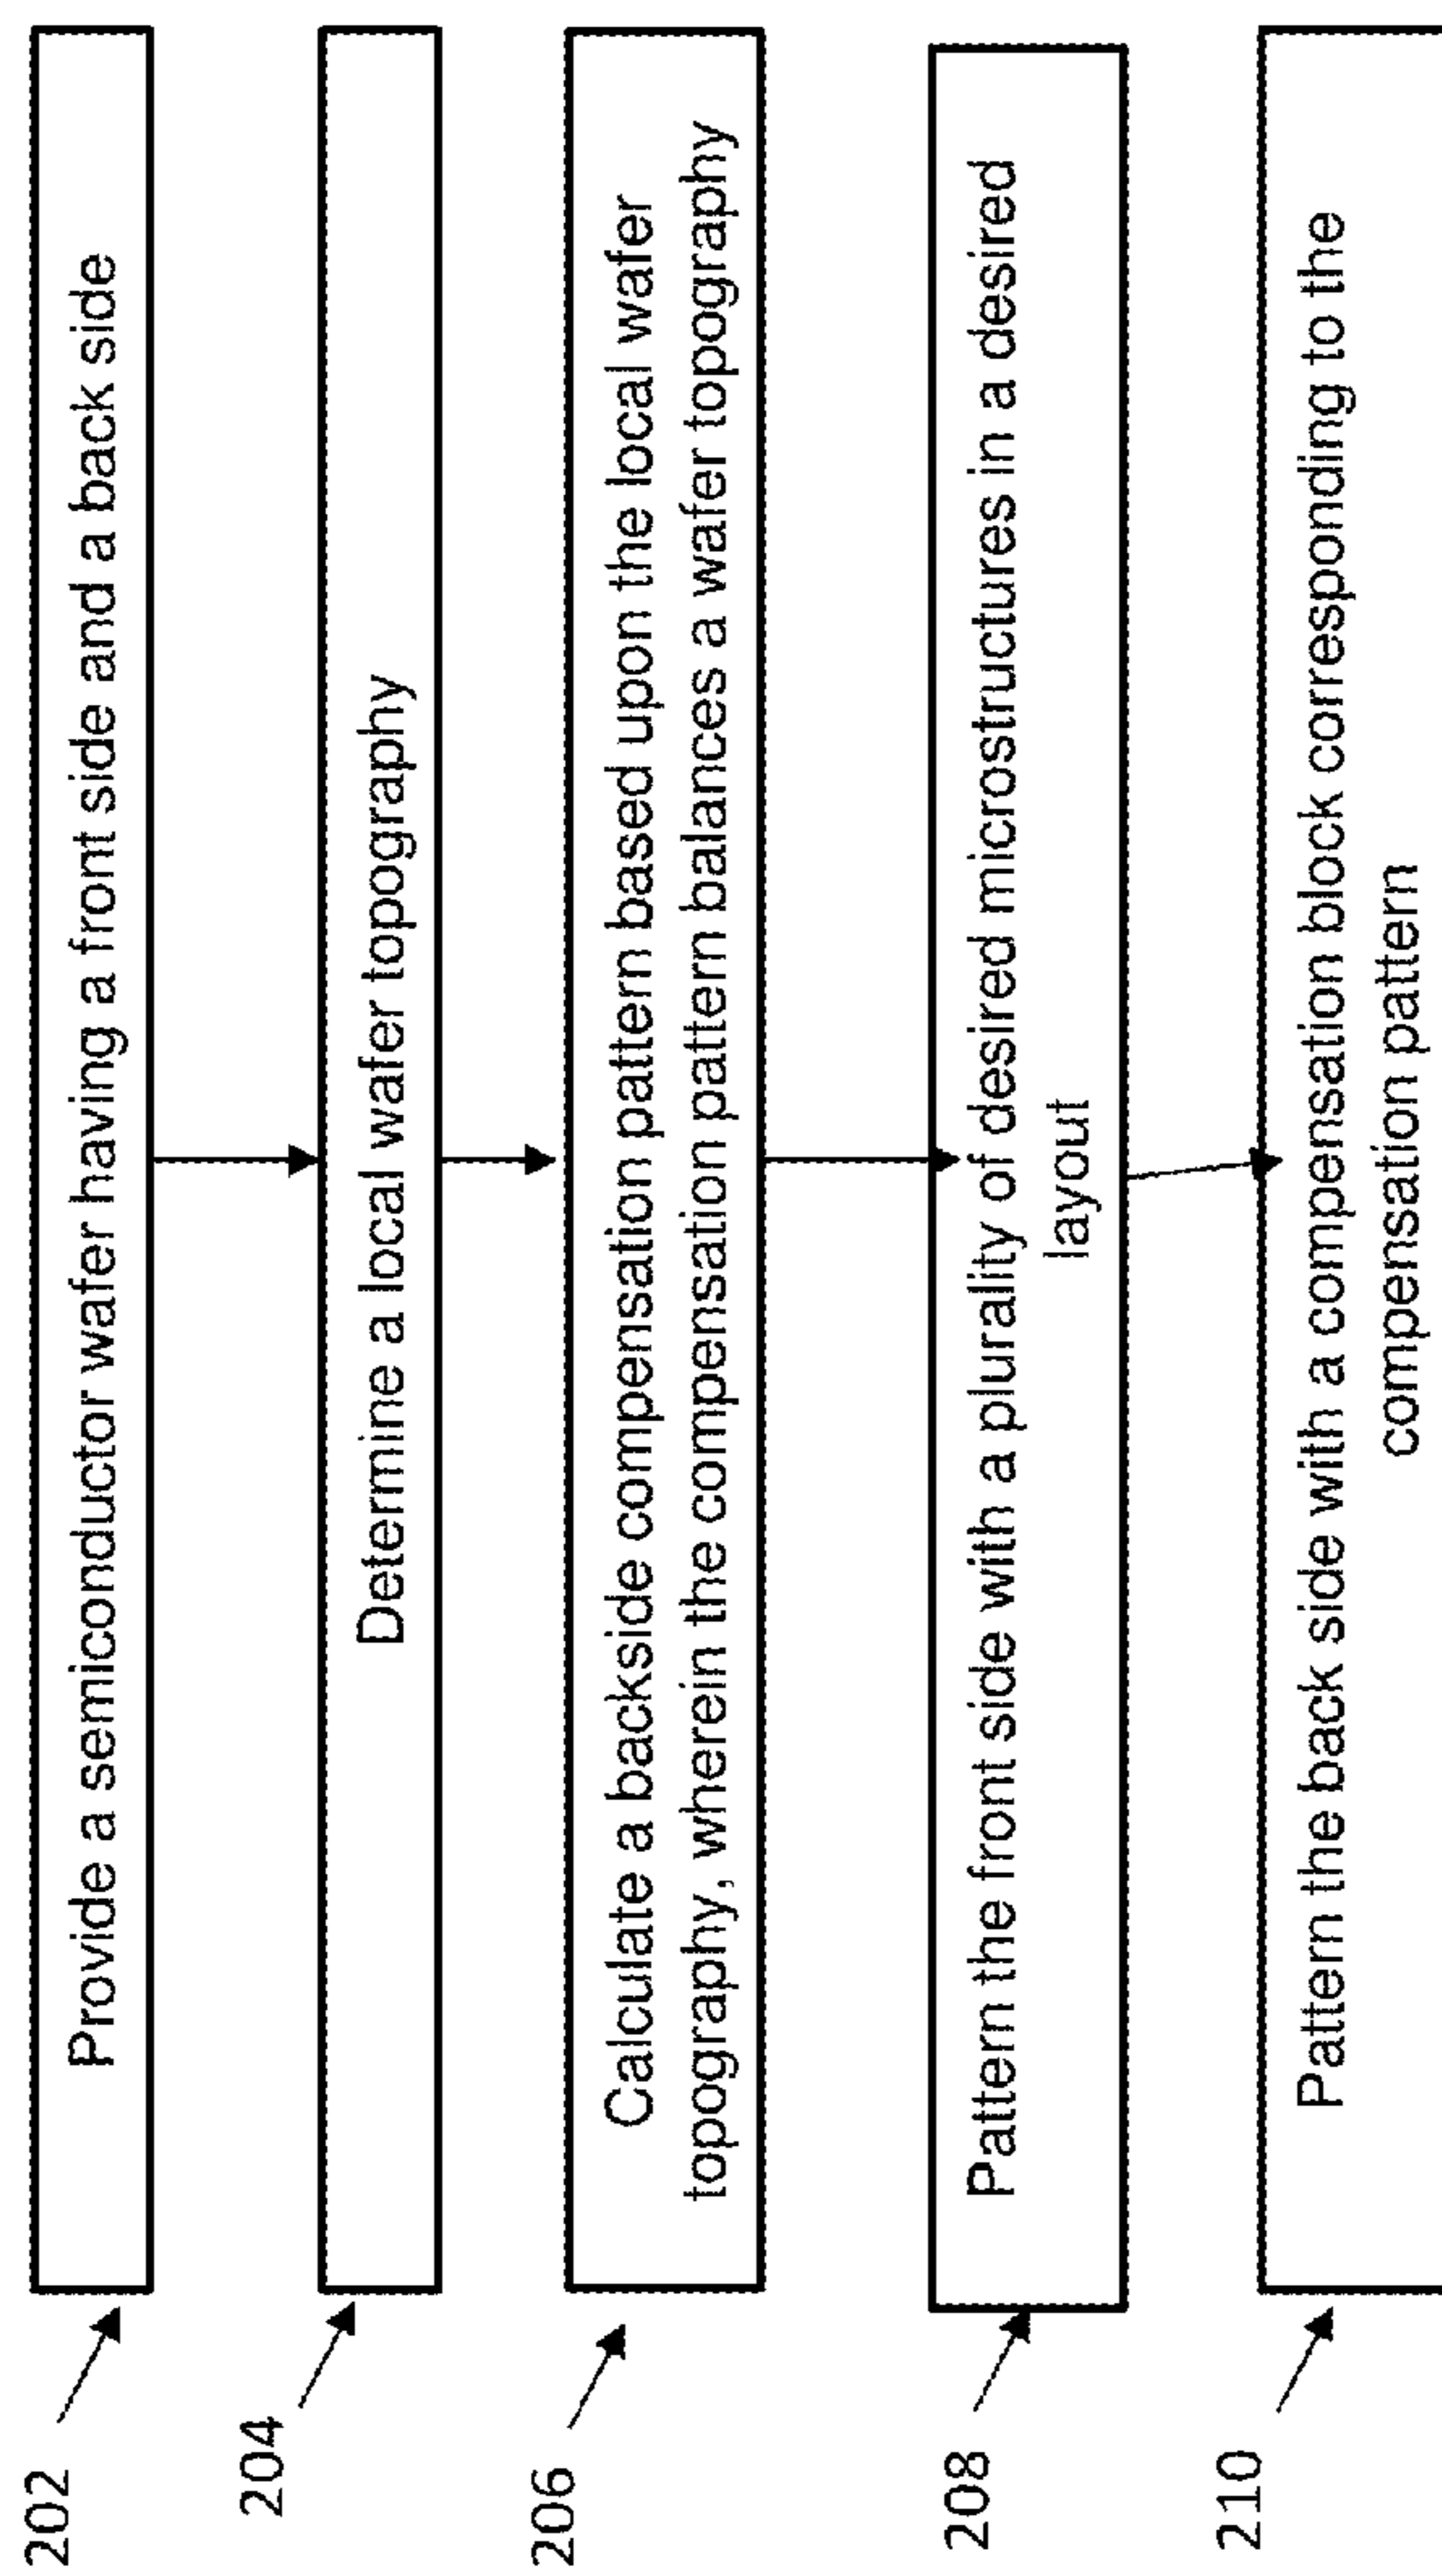 202
Provide a semiconductor wafer having a front side and a back side
204
Determine a local wafer topography
206
Calculate a backside compensation pattern based upon the local wafer
topography, wherein the compensation pattern balances a wafer topography
208
Pattern the front side with a plurality of desired microstructures in a desired
layout
210
Pattern the back side with a compensation block corresponding to the
compensation pattern